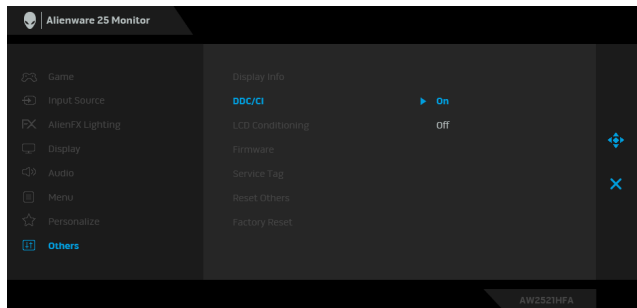 Alienware 25 Monitor
Game
Input Source
AlienFX Lighting
Display
Audio
Menu
Personalize
Others
Display Info
DDC/CI
On
LCD Conditioning
Off
Firmware
Service Tag
Reset Others
Factory Reset
AW2521HFA